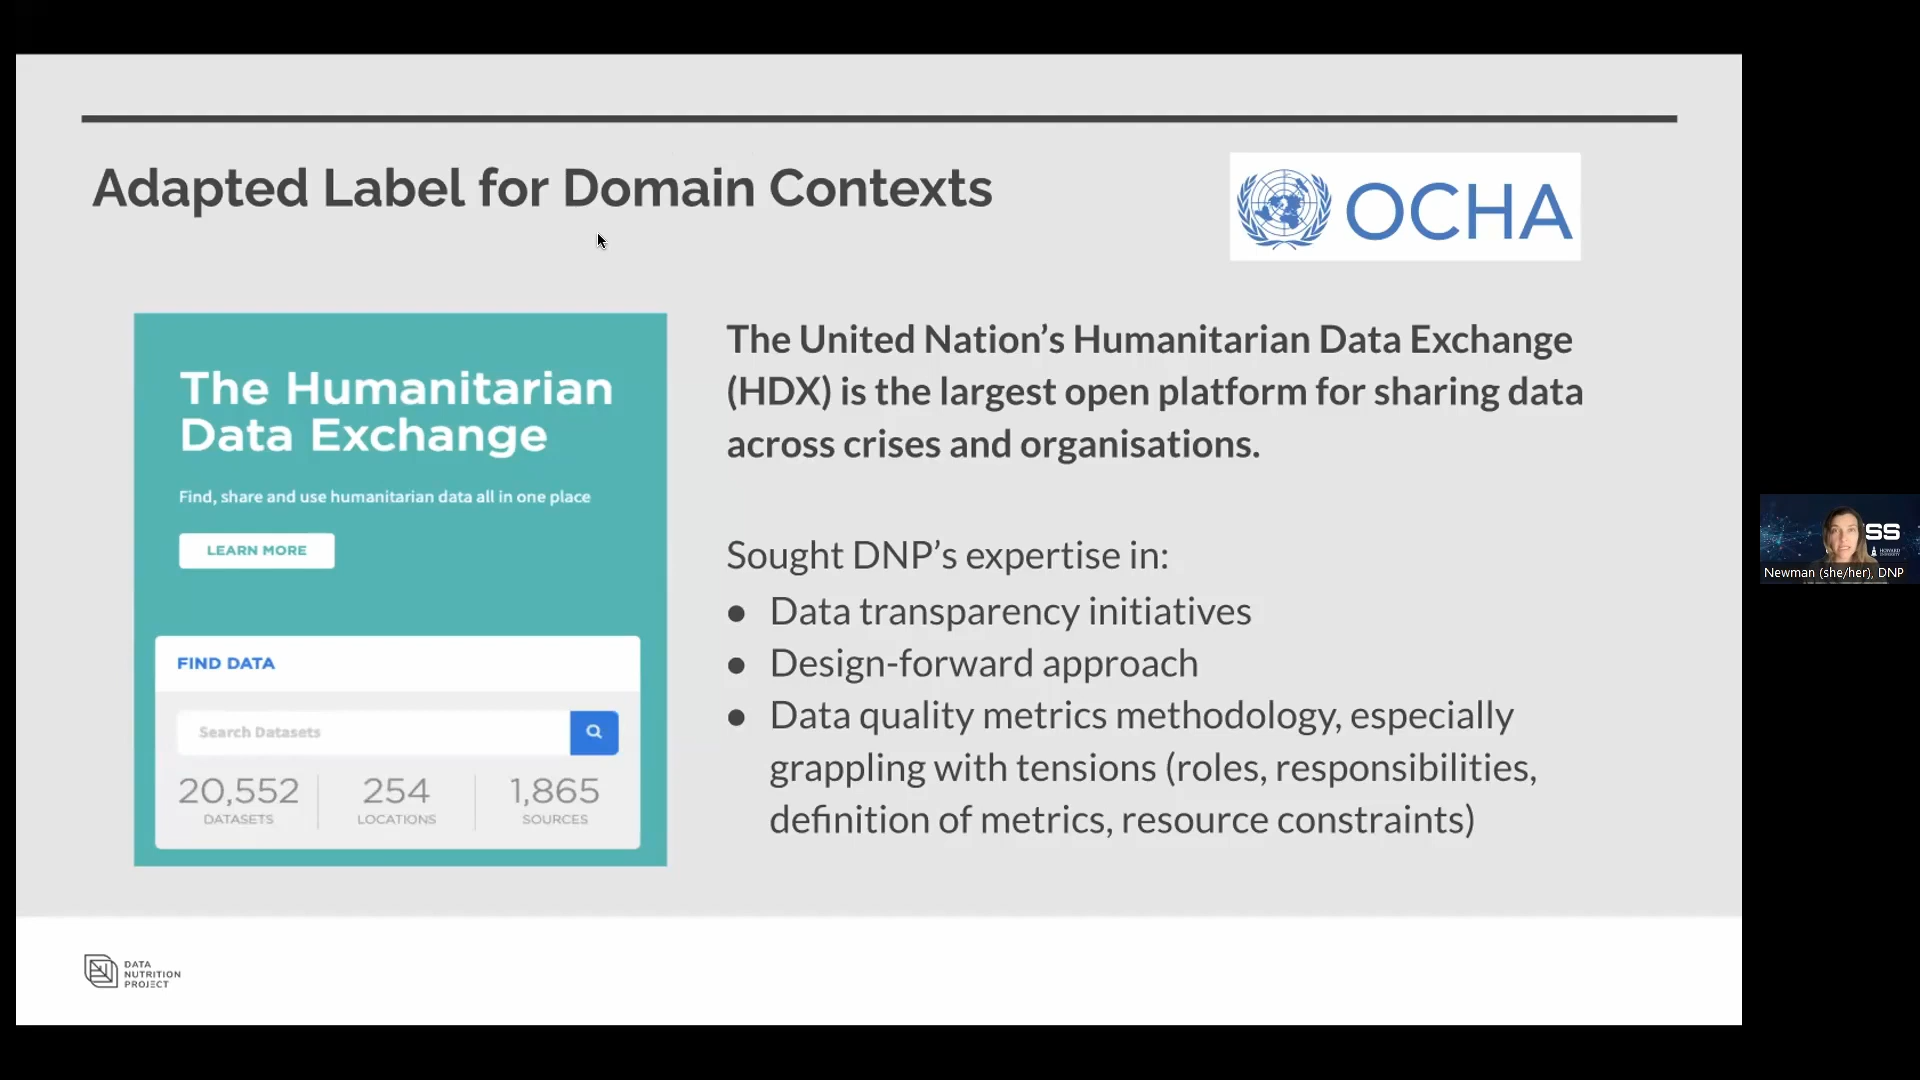 Adapted Label for Domain Contexts
OCHA
The Humanitarian
Data Exchange
Find, share and use humanitarian data all in one place
LEARN MORE
FIND DATA
Search Datasets
20,552
DATASETS
254
LOCATIONS
1,865
SOURCES
The United Nation’s Humanitarian Data Exchange
(HDX) is the largest open platform for sharing data
across crises and organisations.
Sought DNP’s expertise in:
● Data transparency initiatives
● Design-forward approach
● Data quality metrics methodology, especially
grappling with tensions (roles, responsibilities,
definition of metrics, resource constraints)
SS
HOWARD
Newman (she/her), DNP
DATA
NUTRITION
PROJECT